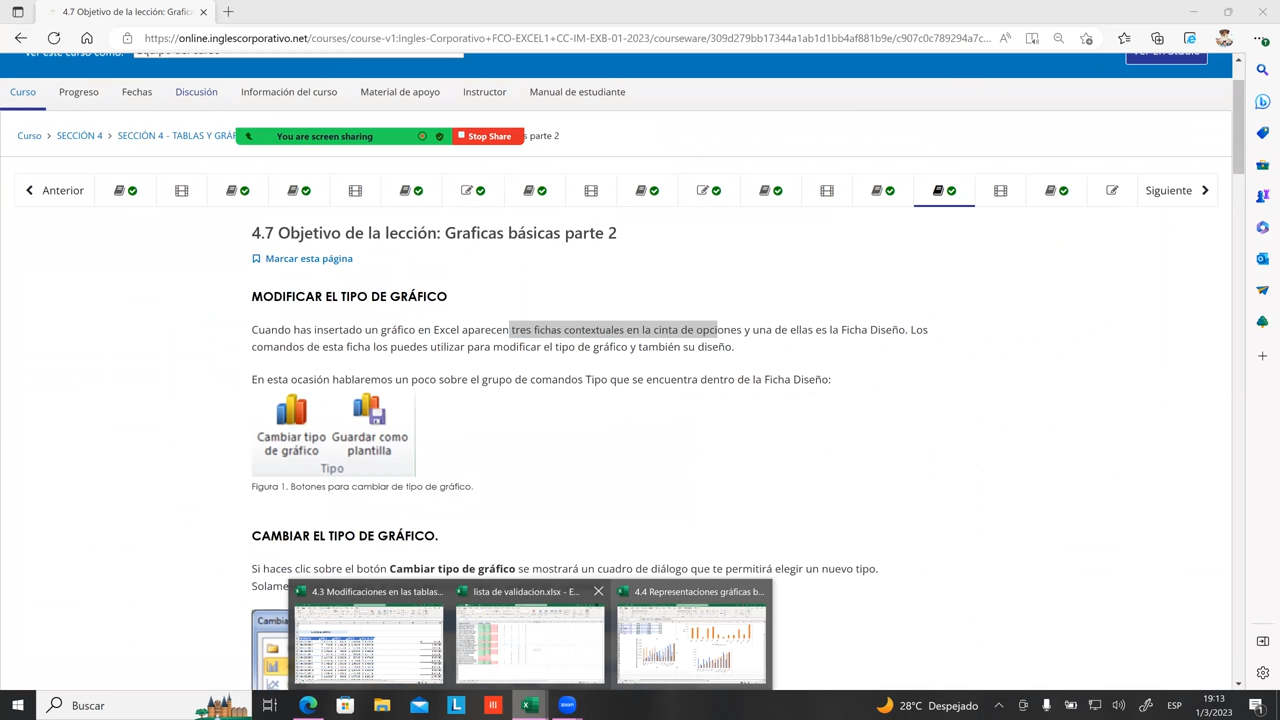 4.7 Objetivo de la lección: Grafica
https://online.inglescorporativo.net/courses/course-v1:Ingles-Corporativo+FCO-EXCEL1+CC-IM-EXB-01-2023/courseware/309d279bb17344a1ab1d1bb4af881b9e/c907c0c789294a7c...
Ver este curso como:
Curso Progreso Fechas Discusión Información del curso Material de apoyo Instructor Manual de estudiante
Curso > SECCIÓN 4 > SECCIÓN 4 - TABLAS Y GRÁF
You are screen sharing
Stop Share
s parte 2
Anterior
Siguiente
4.7 Objetivo de la lección: Graficas básicas parte 2
Marcar esta página
MODIFICAR EL TIPO DE GRÁFICO
Cuando has insertado un gráfico en Excel aparecen tres fichas contextuales en la cinta de opciones y una de ellas es la Ficha Diseño. Los
comandos de esta ficha los puedes utilizar para modificar el tipo de gráfico y también su diseño.
En esta ocasión hablaremos un poco sobre el grupo de comandos Tipo que se encuentra dentro de la Ficha Diseño:
Cambiar tipo de gráfico
Guardar como plantilla
Tipo
Figura 1. Botones para cambiar de tipo de gráfico.
CAMBIAR EL TIPO DE GRÁFICO.
Si haces clic sobre el botón Cambiar tipo de gráfico se mostrará un cuadro de diálogo que te permitirá elegir un nuevo tipo.
Solame
4.3 Modificaciones en las tablas...
lista de validacion.xlsx - E...
4.4 Representaciones gráficas b...
Cambia
Buscar
28°C Despejado
ESP
19:13
1/3/2023